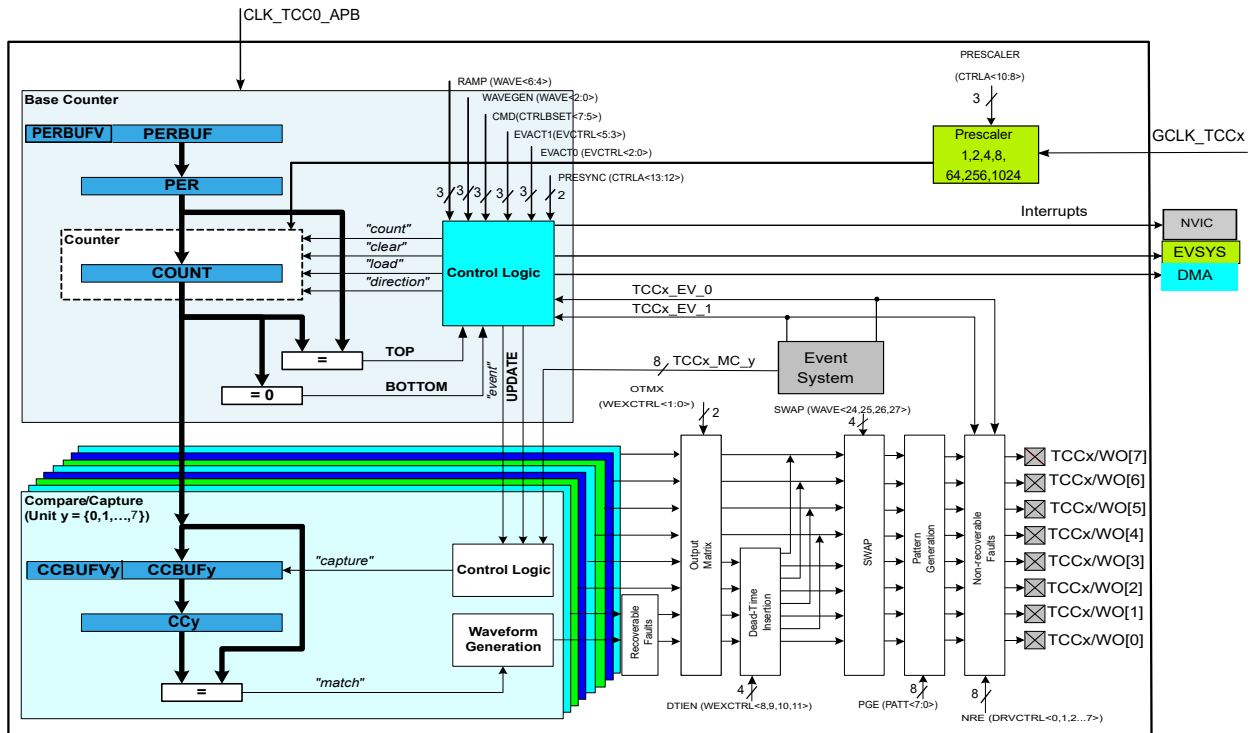 CLK_TCC0_APB
PRESCALER
(CTRLA<10:8>)
3
RAMP (WAVE<6:4>)
WAVEGEN (WAVE<2:0>)
CMD(CTRLBSET<7:5>)
EVACT1(EVCTRL<5:3>)
EVACT0 (EVCTRL<2:0>)
PRESYNC (CTRLA<13:12>)
3
3
3
3
3
2
Base Counter
PERBUFV
PERBUF
PER
Counter
COUNT
"count"
"clear"
"load"
"direction"
Control Logic
Prescaler
1,2,4,8,
64,256,1024
GCLK_TCCx
Interrupts
NVIC
EVSYS
DMA
TCCx_EV_0
TCCx_EV_1
=
TOP
= 0
BOTTOM
"event"
UPDATE
8
TCCx_MC_y
Event
System
OTMX
(WEXCTRL<1:0>)
2
SWAP (WAVE<24,25,26,27>)
4
Compare/Capture
(Unit y = {0,1,...,7})
CCBUFVy
CCBUFy
CCy
=
"capture"
"match"
Control Logic
Waveform
Generation
Recoverable
Faults
Output
Matrix
Dead-Time
Insertion
SWAP
Pattern
Generation
Non-recoverable
Faults
TCCx/WO[7]
TCCx/WO[6]
TCCx/WO[5]
TCCx/WO[4]
TCCx/WO[3]
TCCx/WO[2]
TCCx/WO[1]
TCCx/WO[0]
4
DTIEN (WEXCTRL<8,9,10,11>)
8
PGE (PATT<7:0>)
8
NRE (DRVCTRL<0,1,2...7>)